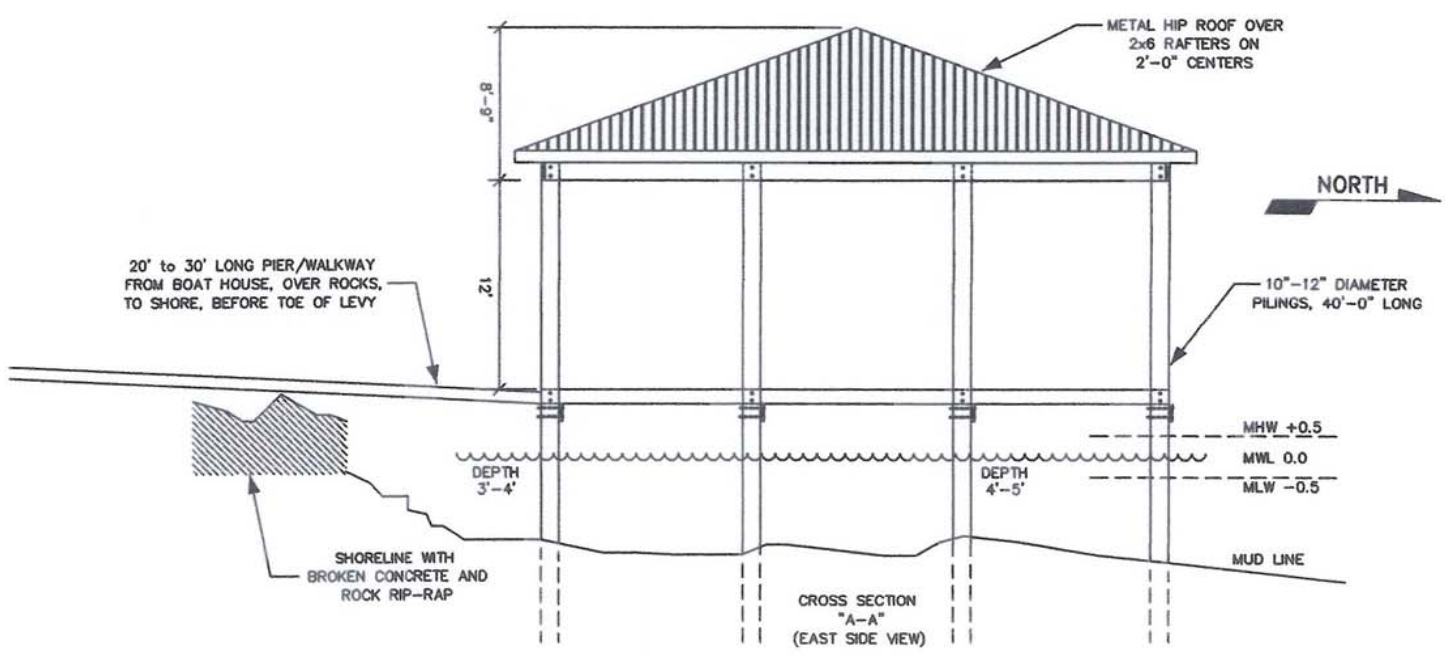 METAL HIP ROOF OVER
2x6 RAFTERS ON
2'-0" CENTERS
8'-9"
NORTH
20' to 30' LONG PIER/WALKWAY
FROM BOAT HOUSE, OVER ROCKS,
TO SHORE, BEFORE TOE OF LEVY
12'
10"-12" DIAMETER
PILINGS, 40'-0" LONG
MHW +0.5
MWL 0.0
MLW -0.5
DEPTH
3'-4'
DEPTH
4'-5'
SHORELINE WITH
BROKEN CONCRETE AND
ROCK RIP-RAP
MUD LINE
CROSS SECTION
"A-A"
(EAST SIDE VIEW)